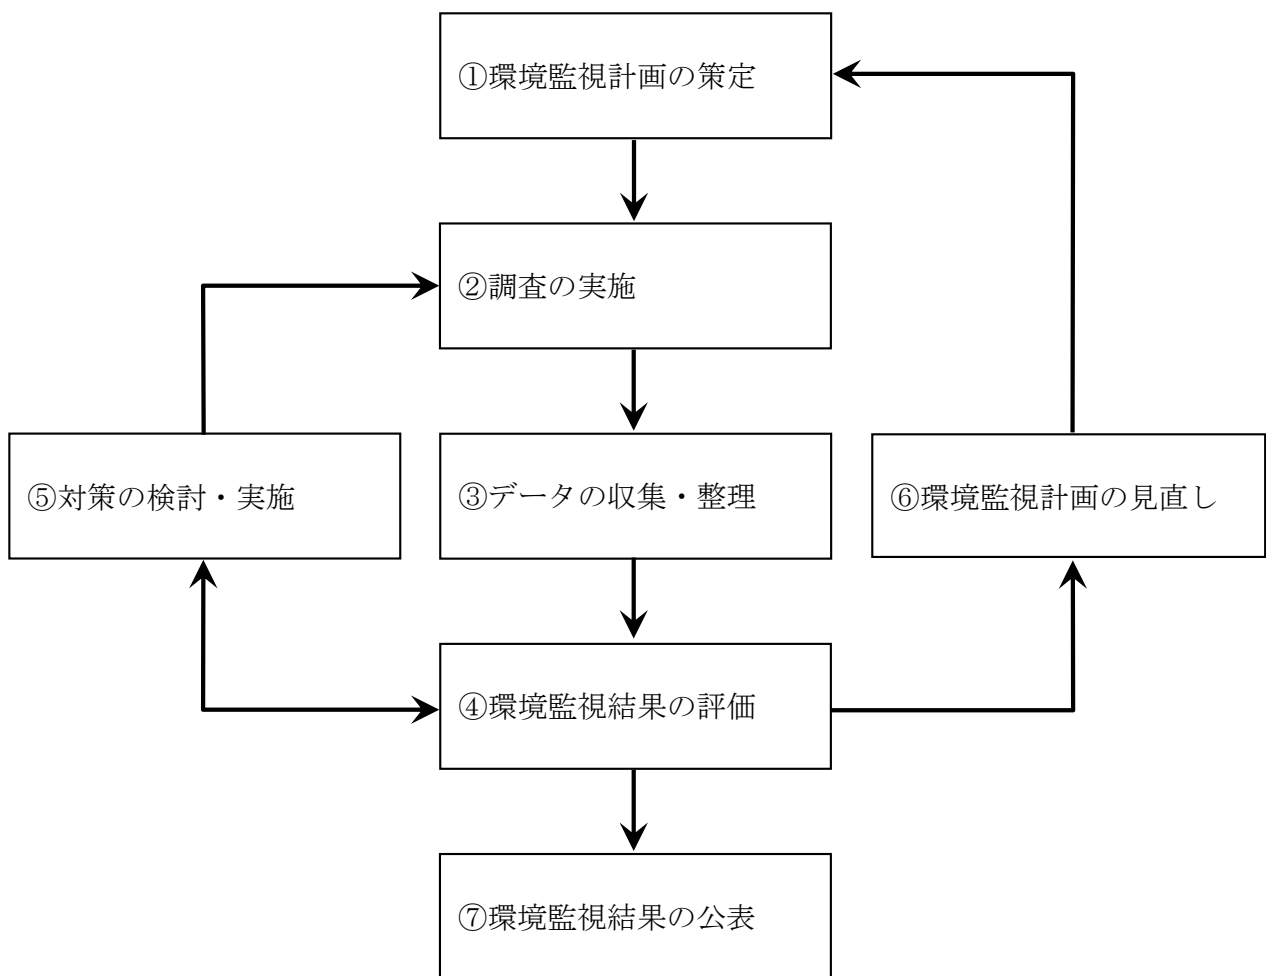 ①環境監視計画の策定
②調査の実施
⑤対策の検討・実施
③データの収集・整理
⑥環境監視計画の見直し
④環境監視結果の評価
⑦環境監視結果の公表